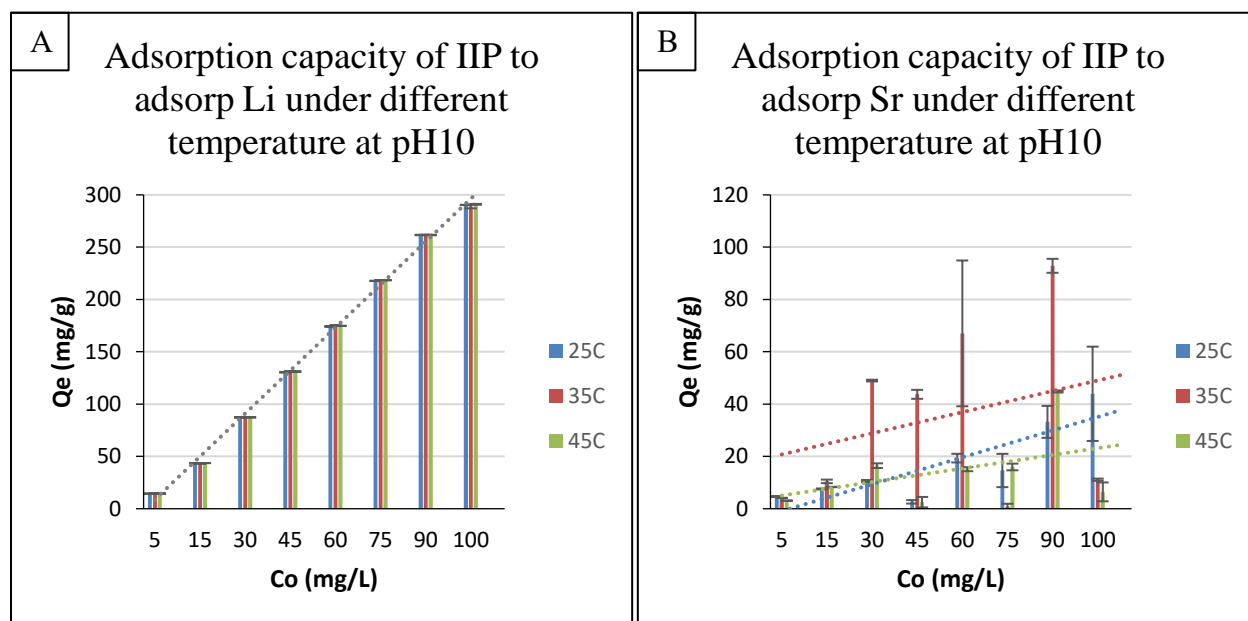 A
Adsorption capacity of IIP to
adsorp Li under different
temperature at pH10
300
250
200
150
100
50
0
Qe (mg/g)
5 15 30 45 60 75 90 100
Co (mg/L)
25C
35C
45C
B
Adsorption capacity of IIP to
adsorp Sr under different
temperature at pH10
120
100
80
60
40
20
0
Qe (mg/g)
5 15 30 45 60 75 90 100
Co (mg/L)
25C
35C
45C